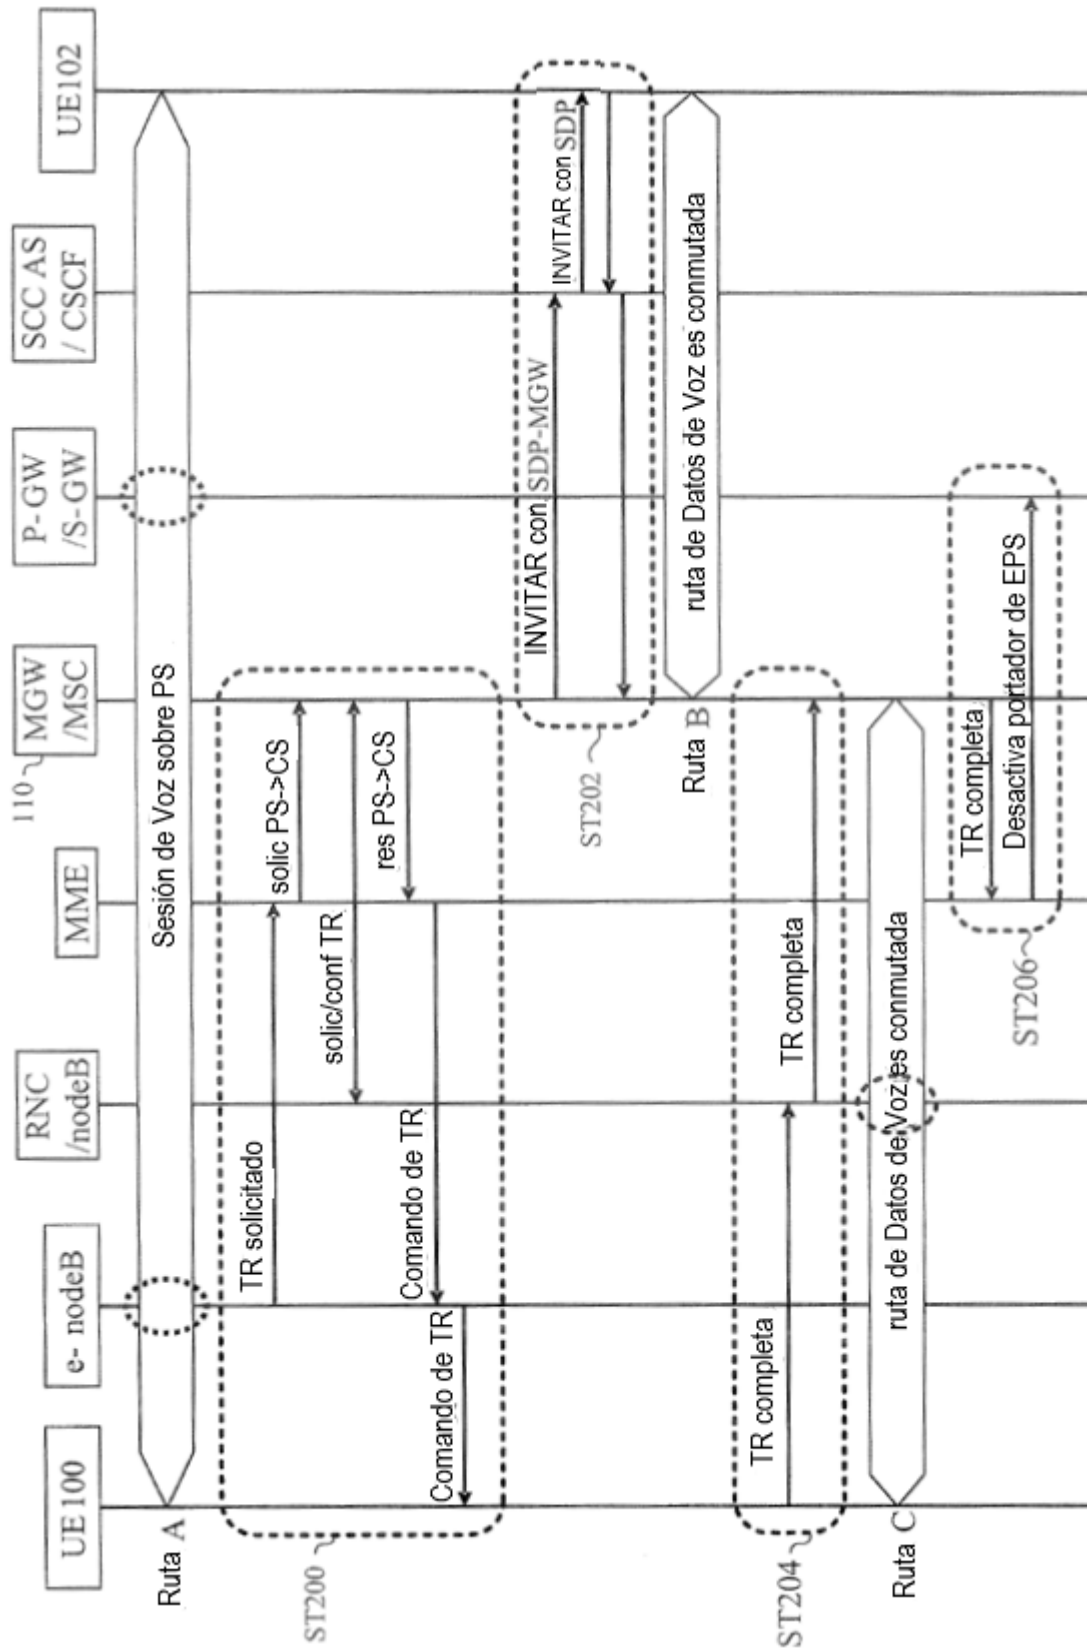 UE 100
e- nodeB
RNC
/nodeB
MME
110
MGW
/MSC
P- GW
/S- GW
SCC AS
/ CSCF
UE102
Ruta A
Sesión de Voz sobre PS
ST200
TR solicitado
solic PS->CS
solic/conf TR
res PS->CS
Comando de TR
Comando de TR
ST202
INVITAR con SDP-MGW
INVITAR con SDP
Ruta B
ruta de Datos de Voz es conmutada
ST204
TR completa
TR completa
Ruta C
ruta de Datos de Voz es conmutada
ST206
TR completa
Desactiva portador de EPS